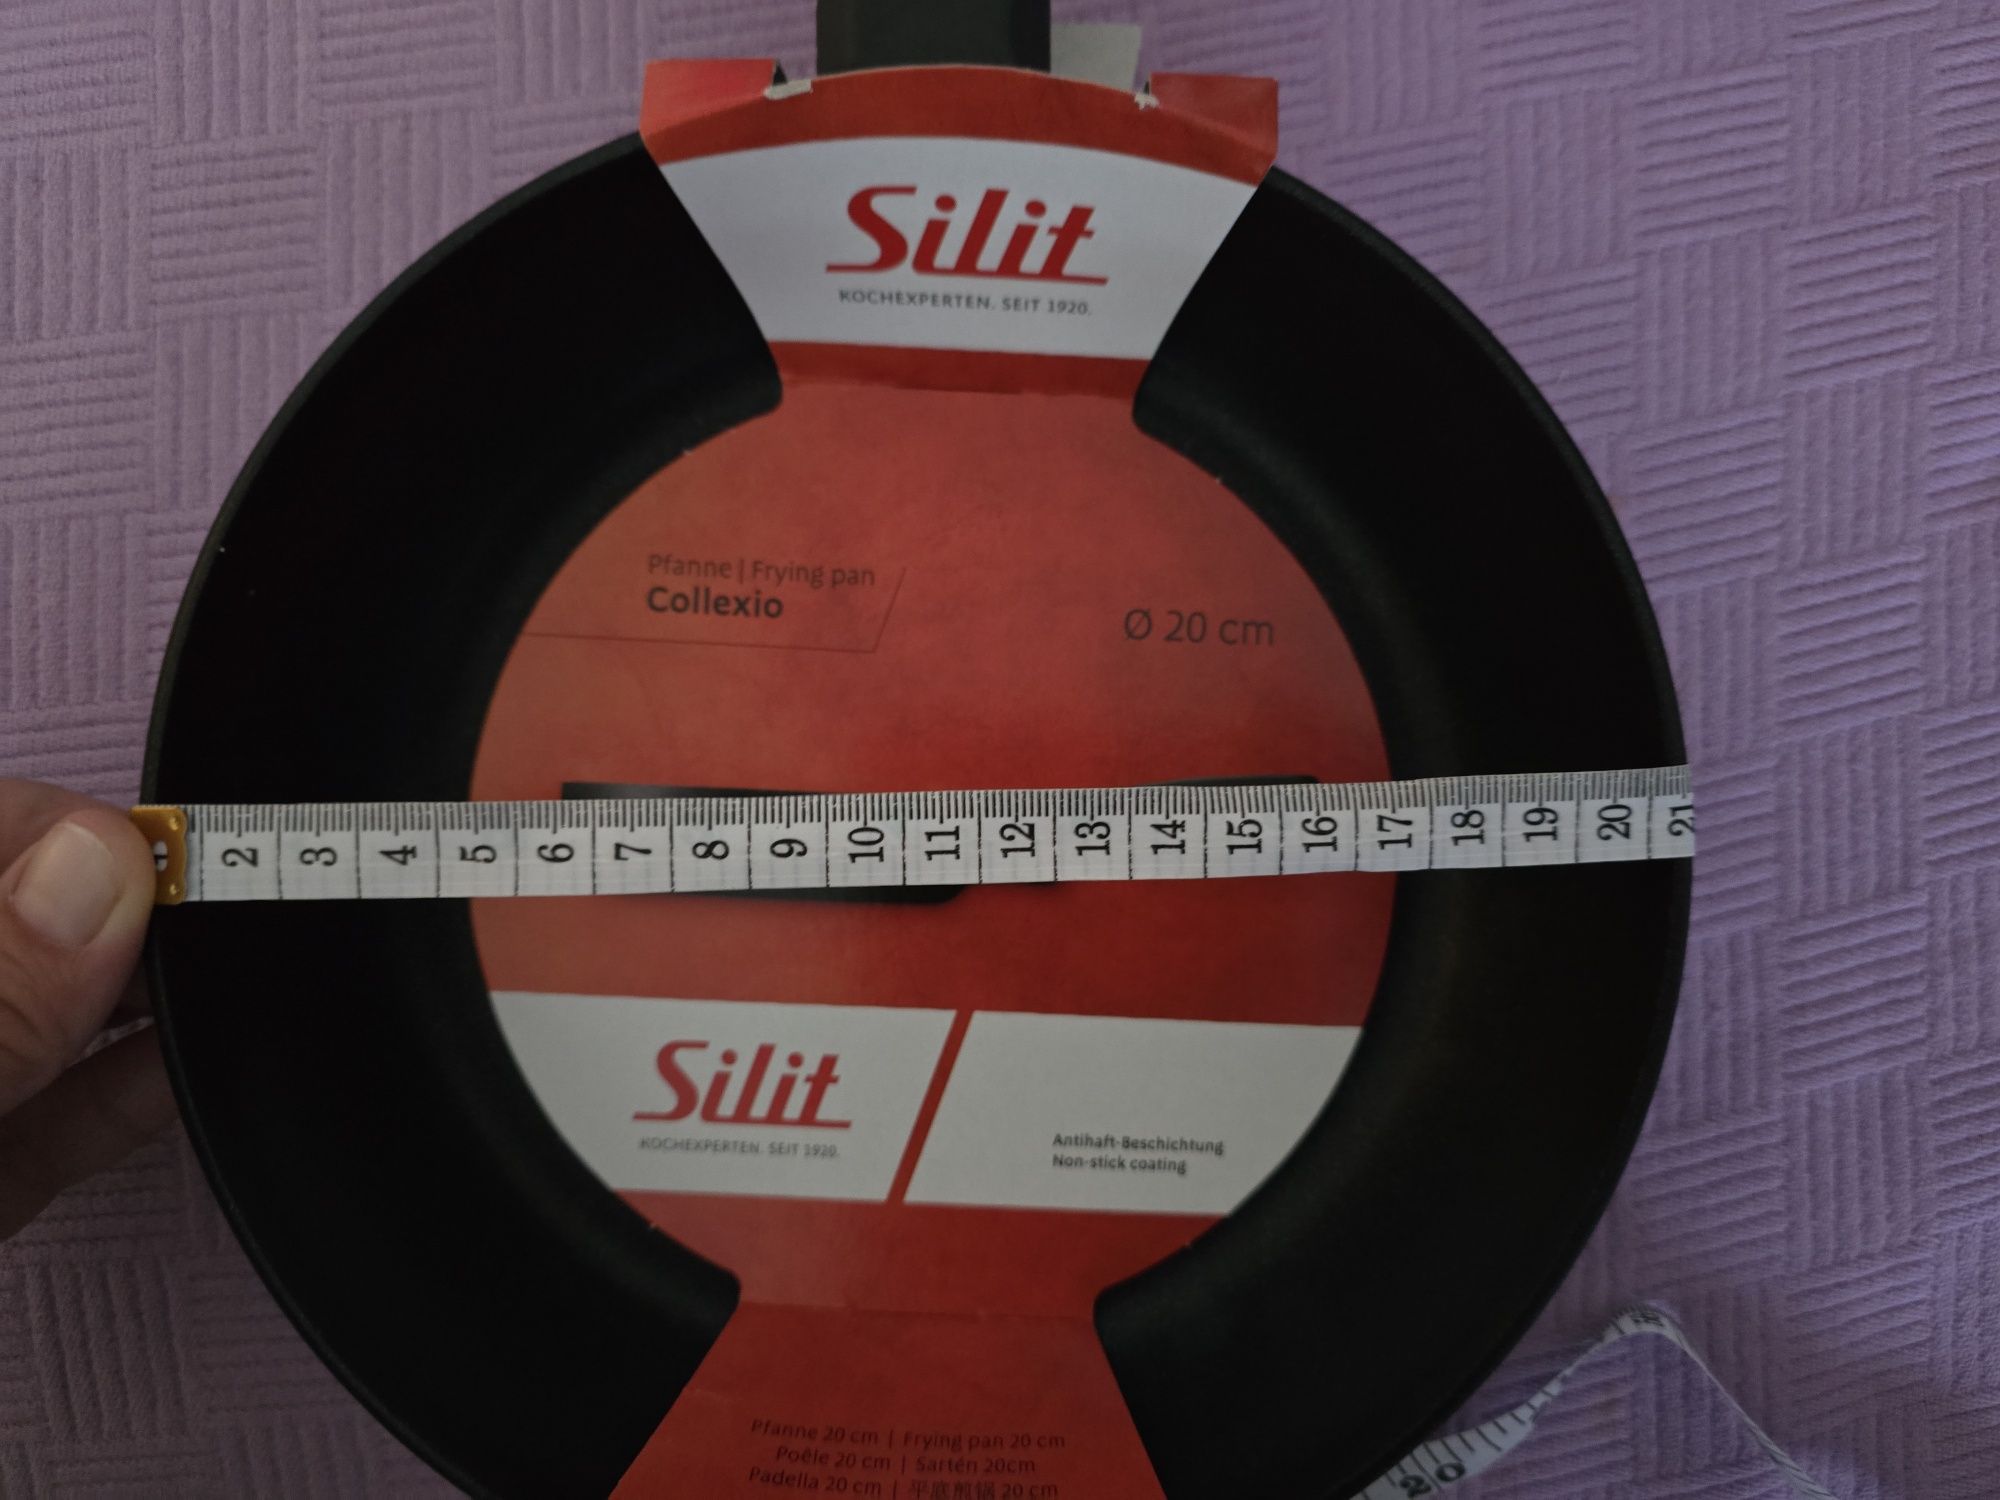 Silit
KOCHEXPERTEN. SEIT 1920.
Pfanne | Frying pan
Collexio
Ø 20 cm
2 3 4 5 6 7 8 9 10 11 12 13 14 15 16 17 18 19 20 21
Silit
KOCHEXPERTEN. SEIT 1920.
Antihaft-Beschichtung
Non-stick coating
Pfanne 20 cm | Frying pan 20 cm
Poêle 20 cm | Sartén 20cm
Padella 20 cm | 平底煎锅 20 cm
20